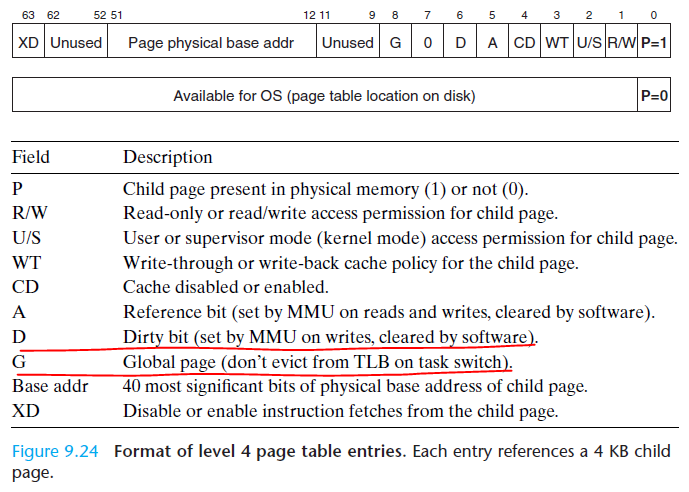 63 62 52 51 12 11 9 8 7 6 5 4 3 2 1 0
XD Unused Page physical base addr Unused G 0 D A CD WT U/S R/W P=1
Available for OS (page table location on disk) P=0
Field Description
P Child page present in physical memory (1) or not (0).
R/W Read-only or read/write access permission for child page.
U/S User or supervisor mode (kernel mode) access permission for child page.
WT Write-through or write-back cache policy for the child page.
CD Cache disabled or enabled.
A Reference bit (set by MMU on reads and writes, cleared by software).
D Dirty bit (set by MMU on writes, cleared by software).
G Global page (don't evict from TLB on task switch).
Base addr 40 most significant bits of physical base address of child page.
XD Disable or enable instruction fetches from the child page.
Figure 9.24 Format of level 4 page table entries. Each entry references a 4 KB child
page.